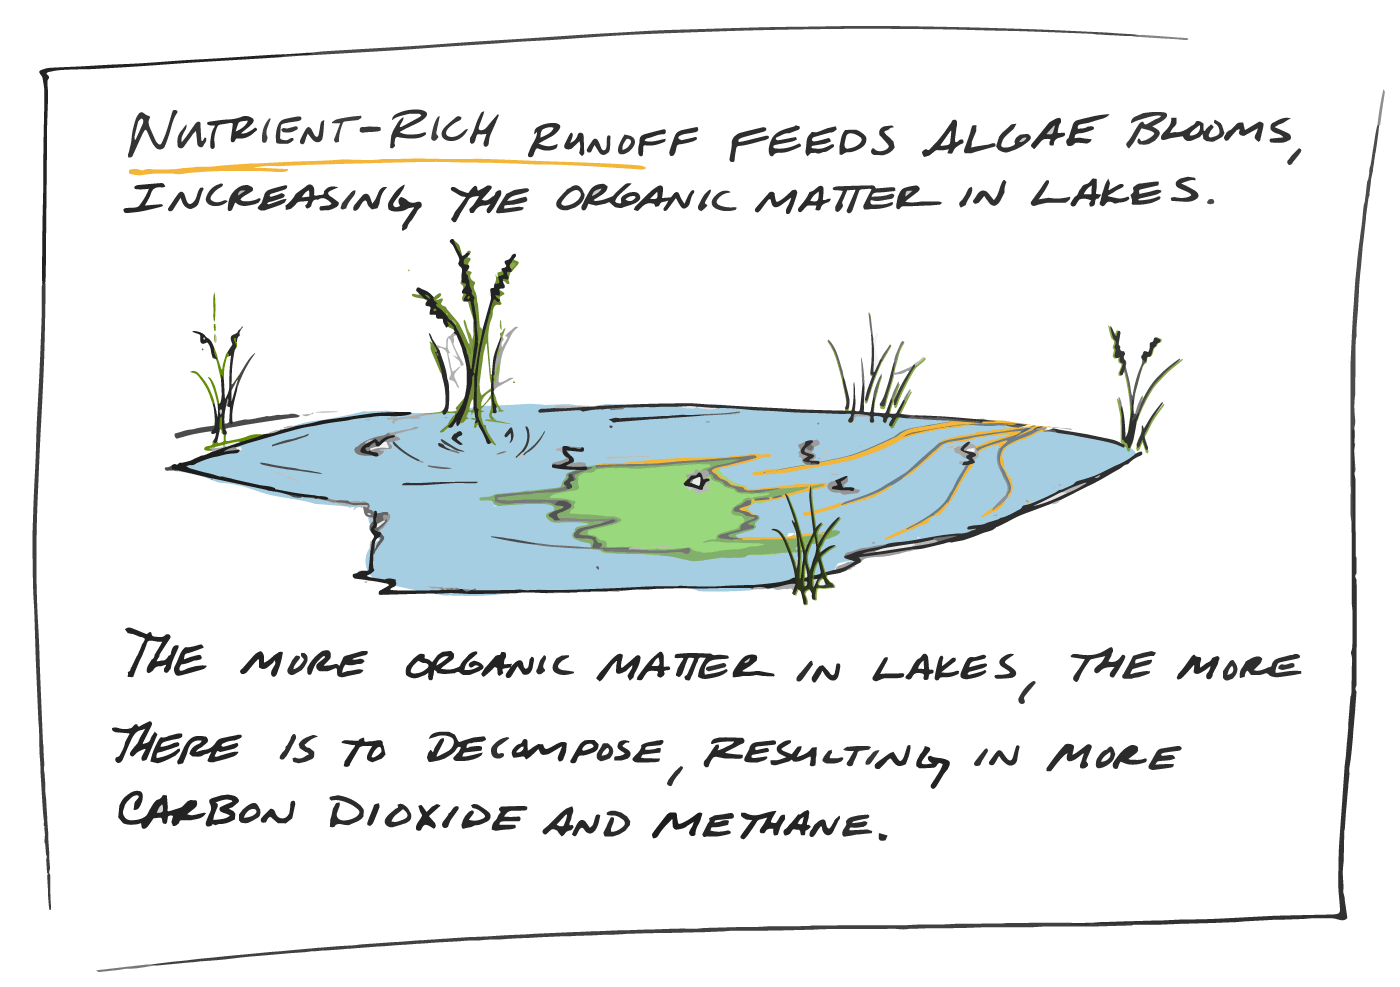 NUTRIENT-RICH RUNOFF FEEDS ALGAE BLOOMS,
INCREASING THE ORGANIC MATTER IN LAKES.
THE MORE ORGANIC MATTER IN LAKES, THE MORE
THERE IS TO DECOMPOSE, RESULTING IN MORE
CARBON DIOXIDE AND METHANE.